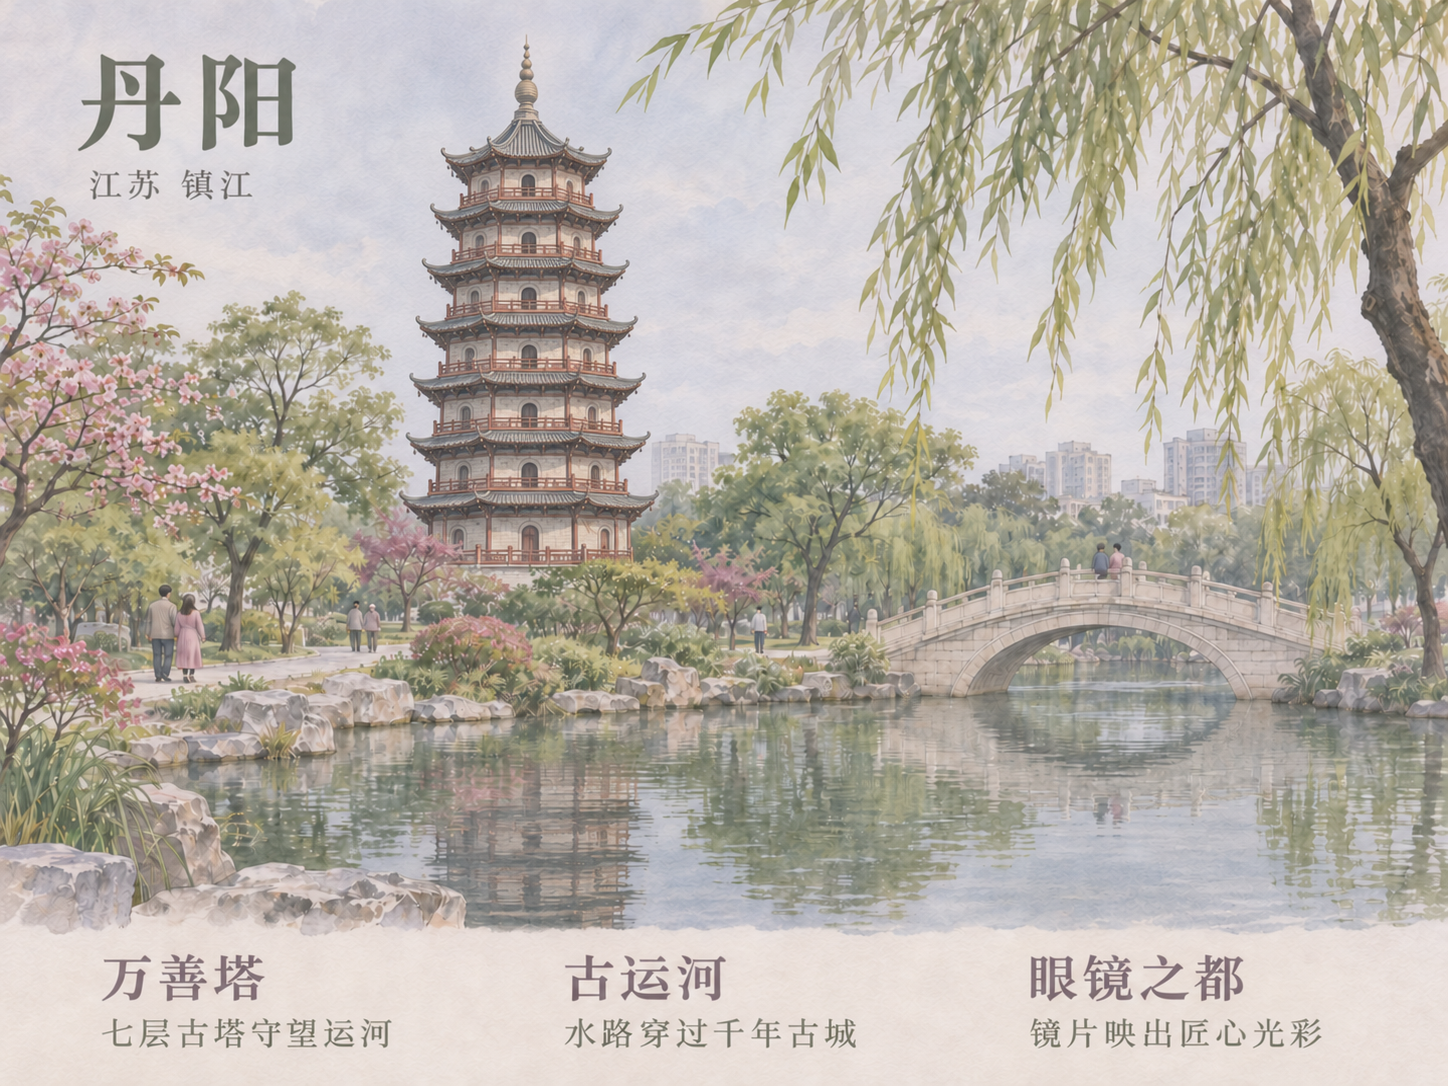 丹阳
江苏 镇江
万善塔
七层古塔守望运河
古运河
水路穿过千年古城
眼镜之都
镜片映出匠心光彩